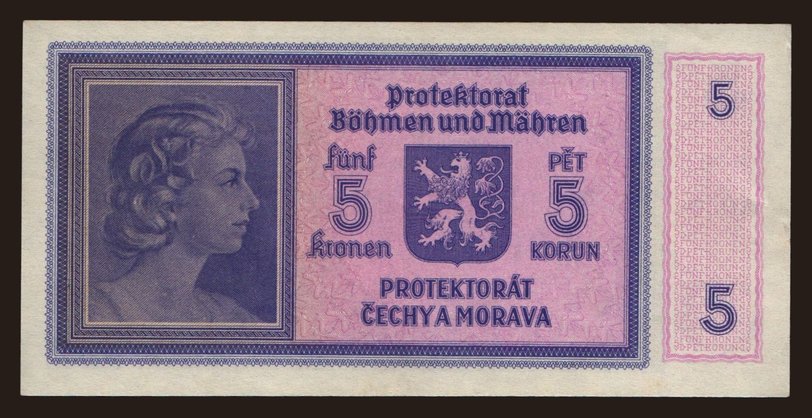 Protektorat
Böhmen und Mähren
Fünf PĚT
5 5
Kronen KORUN
PROTEKTORÁT
ČECHY A MORAVA
5
5